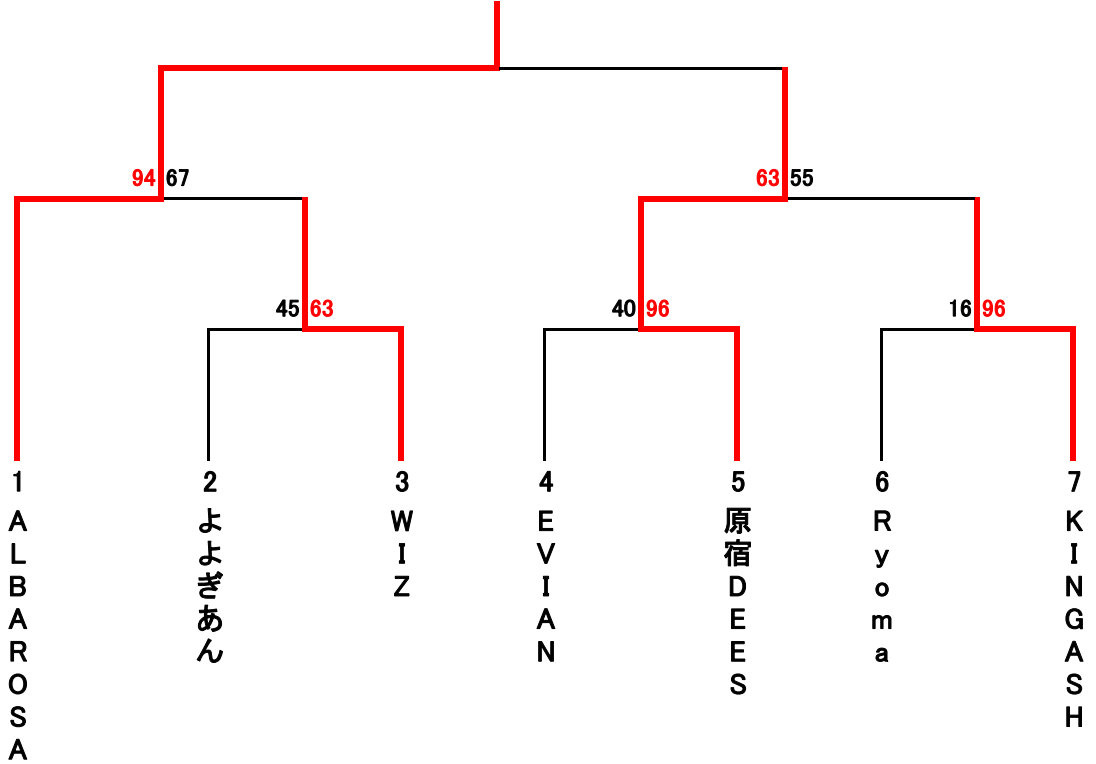 94 67
63 55
45 63
40 96
16 96
1 2 3 4 5 6 7
ALBAROSA
よよぎあん
WIZ
EVIAN
原宿DEES
Ryoma
KINGASH